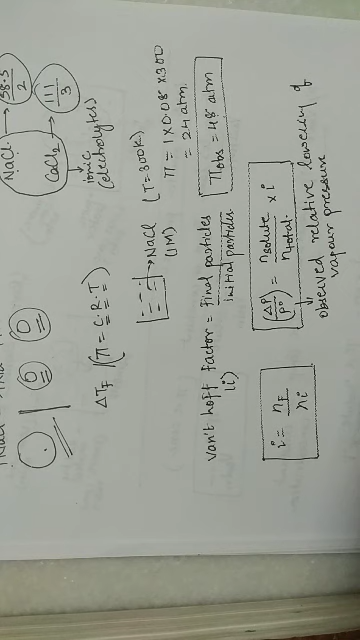 NaCl → 58.5/2
CaCl2 → 111/3
ionic
(electrolytes)
ΔTF / (π = C.R.T)
NaCl (T=300K)
(1M)
π = 1×0.08×300
= 24 atm.
πobs = 48 atm
van't hoff factor = final particles / initial particles
(i)
i = nF / ni
(ΔP/P°) = nsolute / ntotal × i
observed relative lowering of
vapour pressure